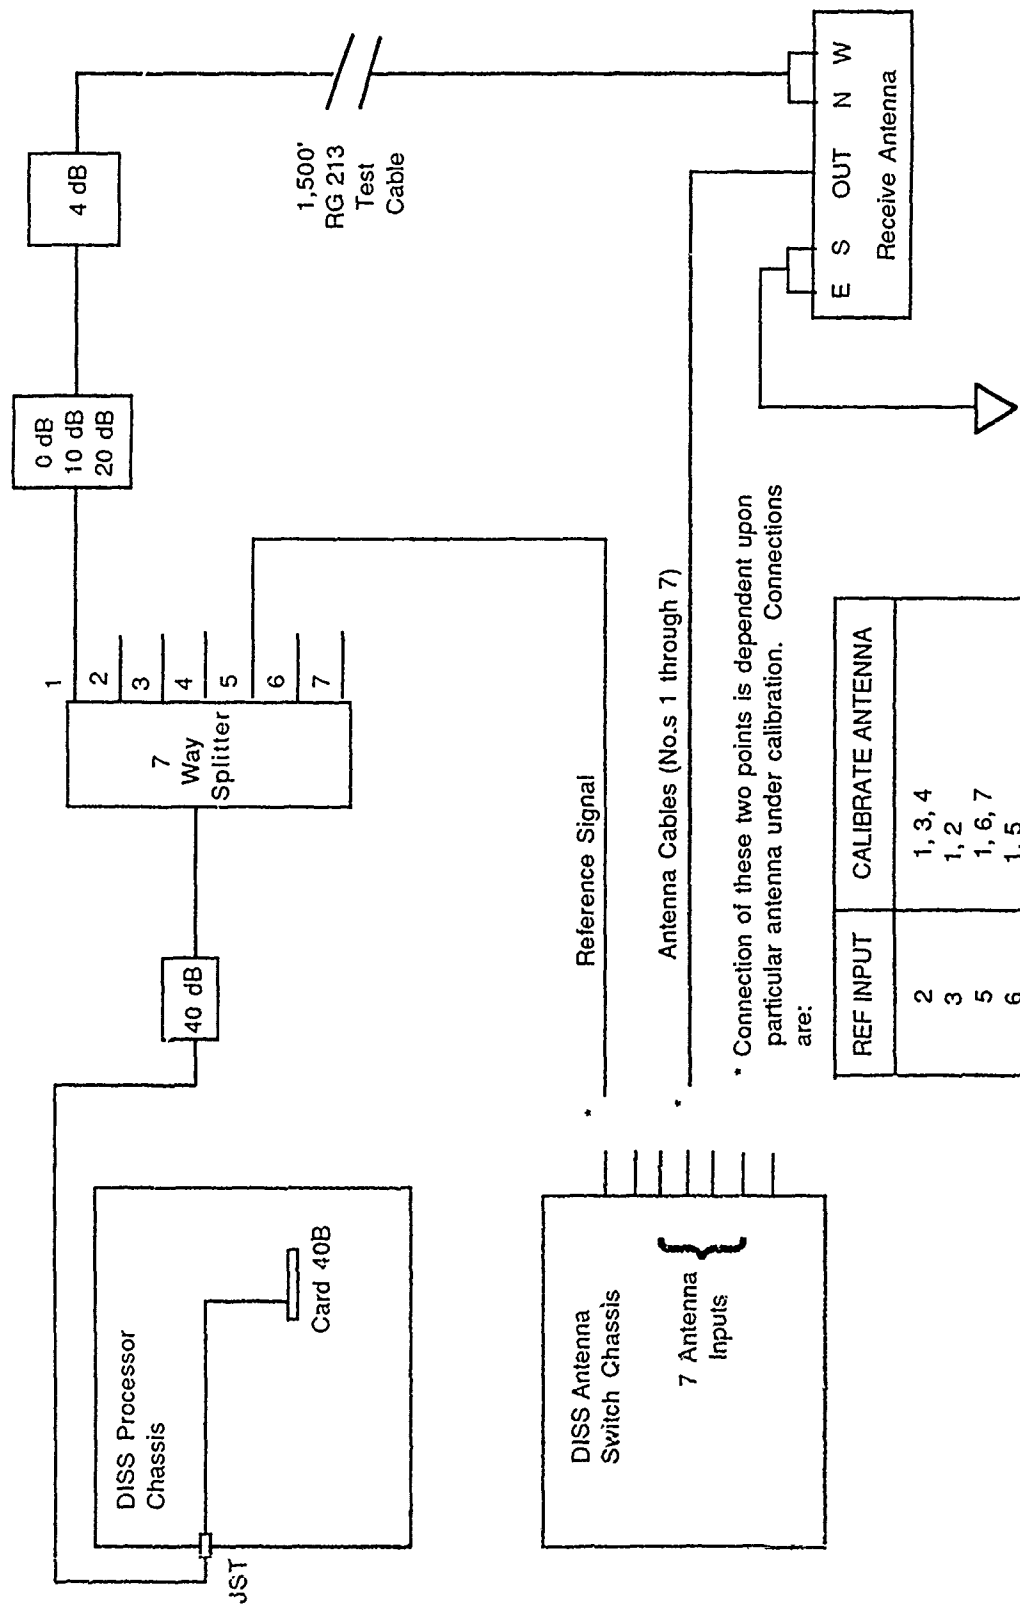 DISS Processor
Chassis
Card 40B
JST
40 dB
7
Way
Splitter
1
2
3
4
5
6
7
0 dB
10 dB
20 dB
4 dB
1,500'
RG 213
Test
Cable
DISS Antenna
Switch Chassis
7 Antenna
Inputs
*
Reference Signal
*
Antenna Cables (No.s 1 through 7)
E S OUT N W
Receive Antenna
* Connection of these two points is dependent upon
particular antenna under calibration. Connections
are:
REF INPUT CALIBRATE ANTENNA
2 1, 3, 4
3 1, 2
5 1, 6, 7
6 1, 5